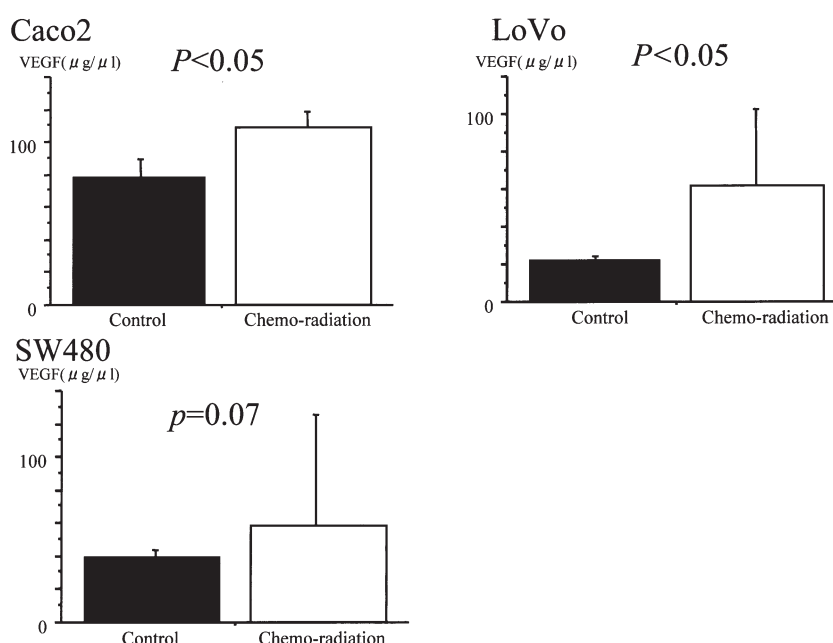 Caco2
VEGF(μg/μl)
P<0.05
100
0
Control
Chemo-radiation
LoVo
VEGF(μg/μl)
P<0.05
100
0
Control
Chemo-radiation
SW480
VEGF(μg/μl)
p=0.07
100
0
Control
Chemo-radiation